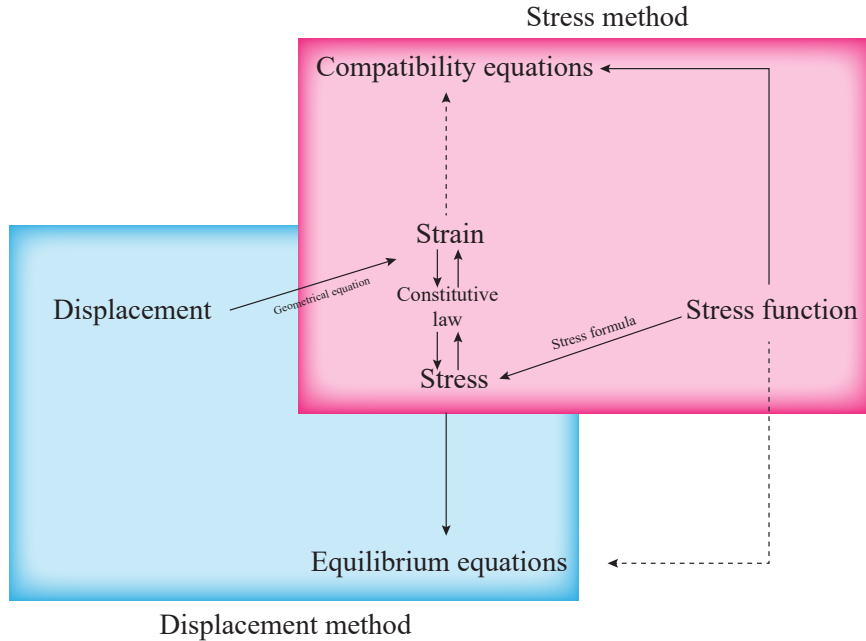 Stress method
Compatibility equations
Strain
Displacement
Geometrical equation
Constitutive
law
Stress function
Stress formula
Stress
Equilibrium equations
Displacement method